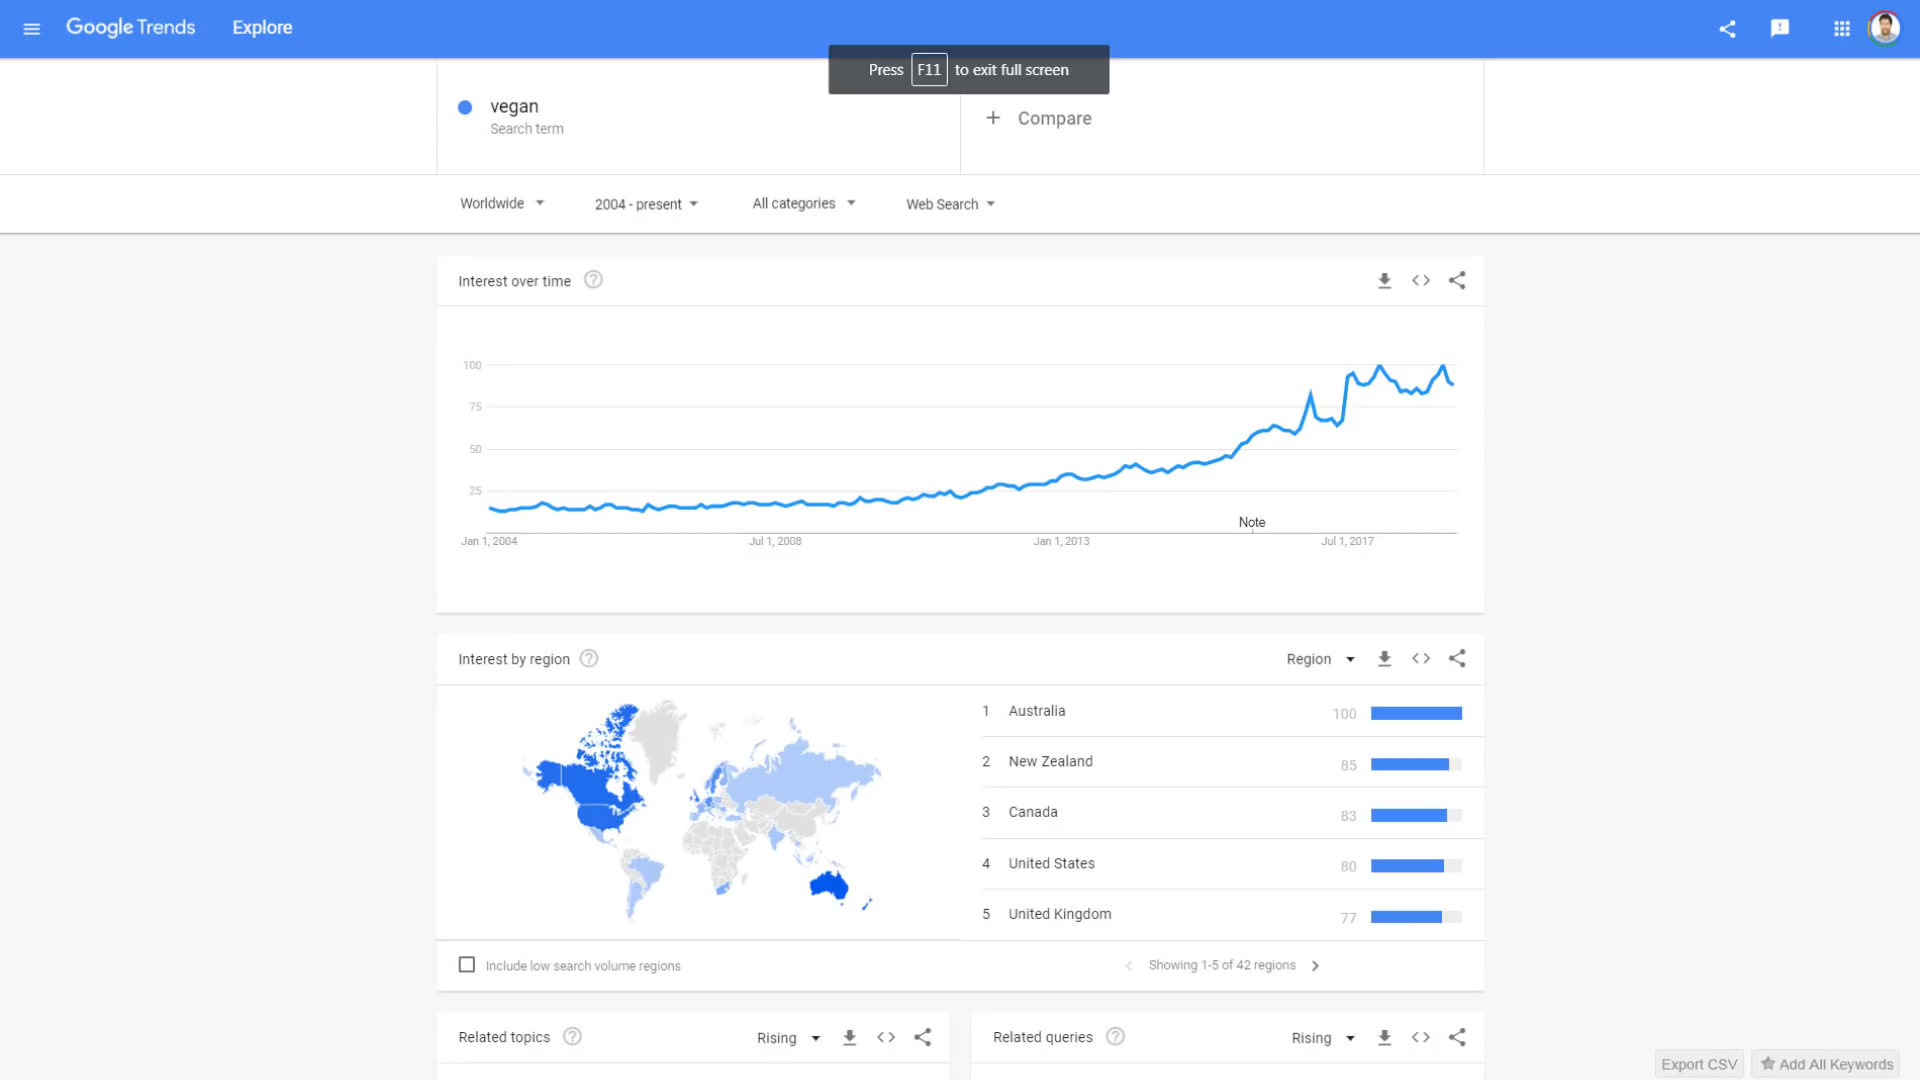 Google Trends Explore
Press F11 to exit full screen
vegan
Search term
+ Compare
Worldwide 2004 - present All categories Web Search
Interest over time ?
100
75
50
25
Note
Jan 1, 2004 Jul 1, 2008 Jan 1, 2013 Jul 1, 2017
Interest by region ? Region
1 Australia 100
2 New Zealand 85
3 Canada 83
4 United States 80
5 United Kingdom 77
Include low search volume regions Showing 1-5 of 42 regions
Related topics ? Rising
Related queries ? Rising
Export CSV Add All Keywords